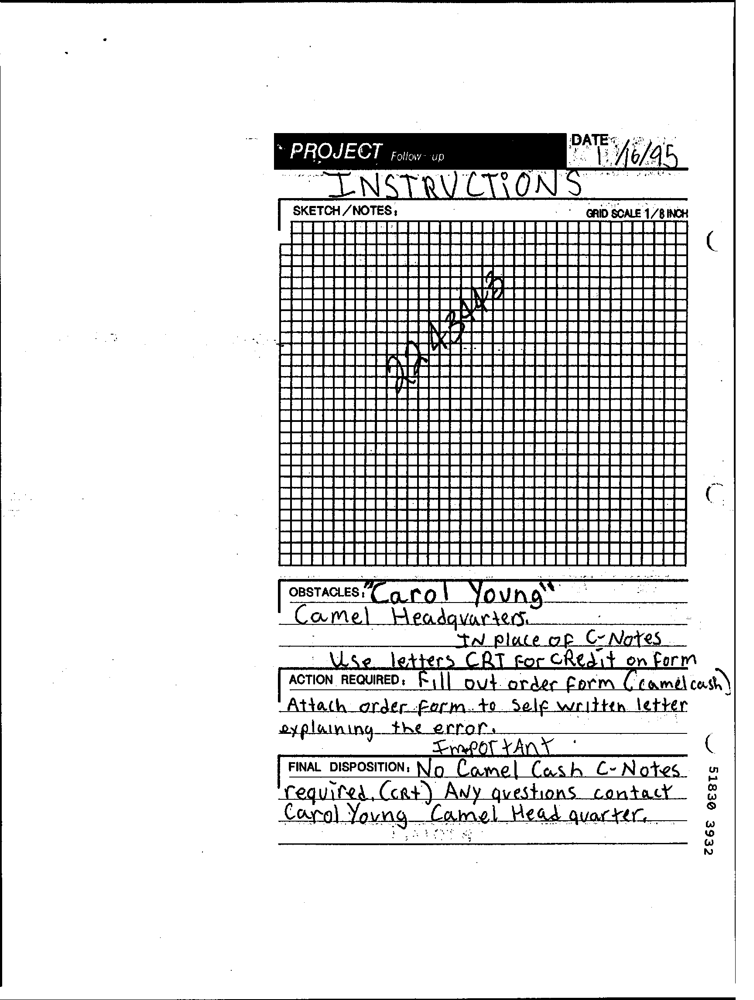 PROJECT Follow-up
DATE 1/16/95
INSTRUCTIONS
SKETCH/NOTES: GRID SCALE 1/8 INCH
2243443
OBSTACLES: "Carol Young"
Camel Headquarters.
IN place of C-Notes
Use letters CRT for CRedit on form
ACTION REQUIRED: Fill out order form (camel cash)
Attach order form to self written letter
explaining the error.
ImpoRtAnT
FINAL DISPOSITION: No Camel Cash C-Notes
required. (CRt) ANy questions contact
Carol Young Camel Head quarter.
51830 3932